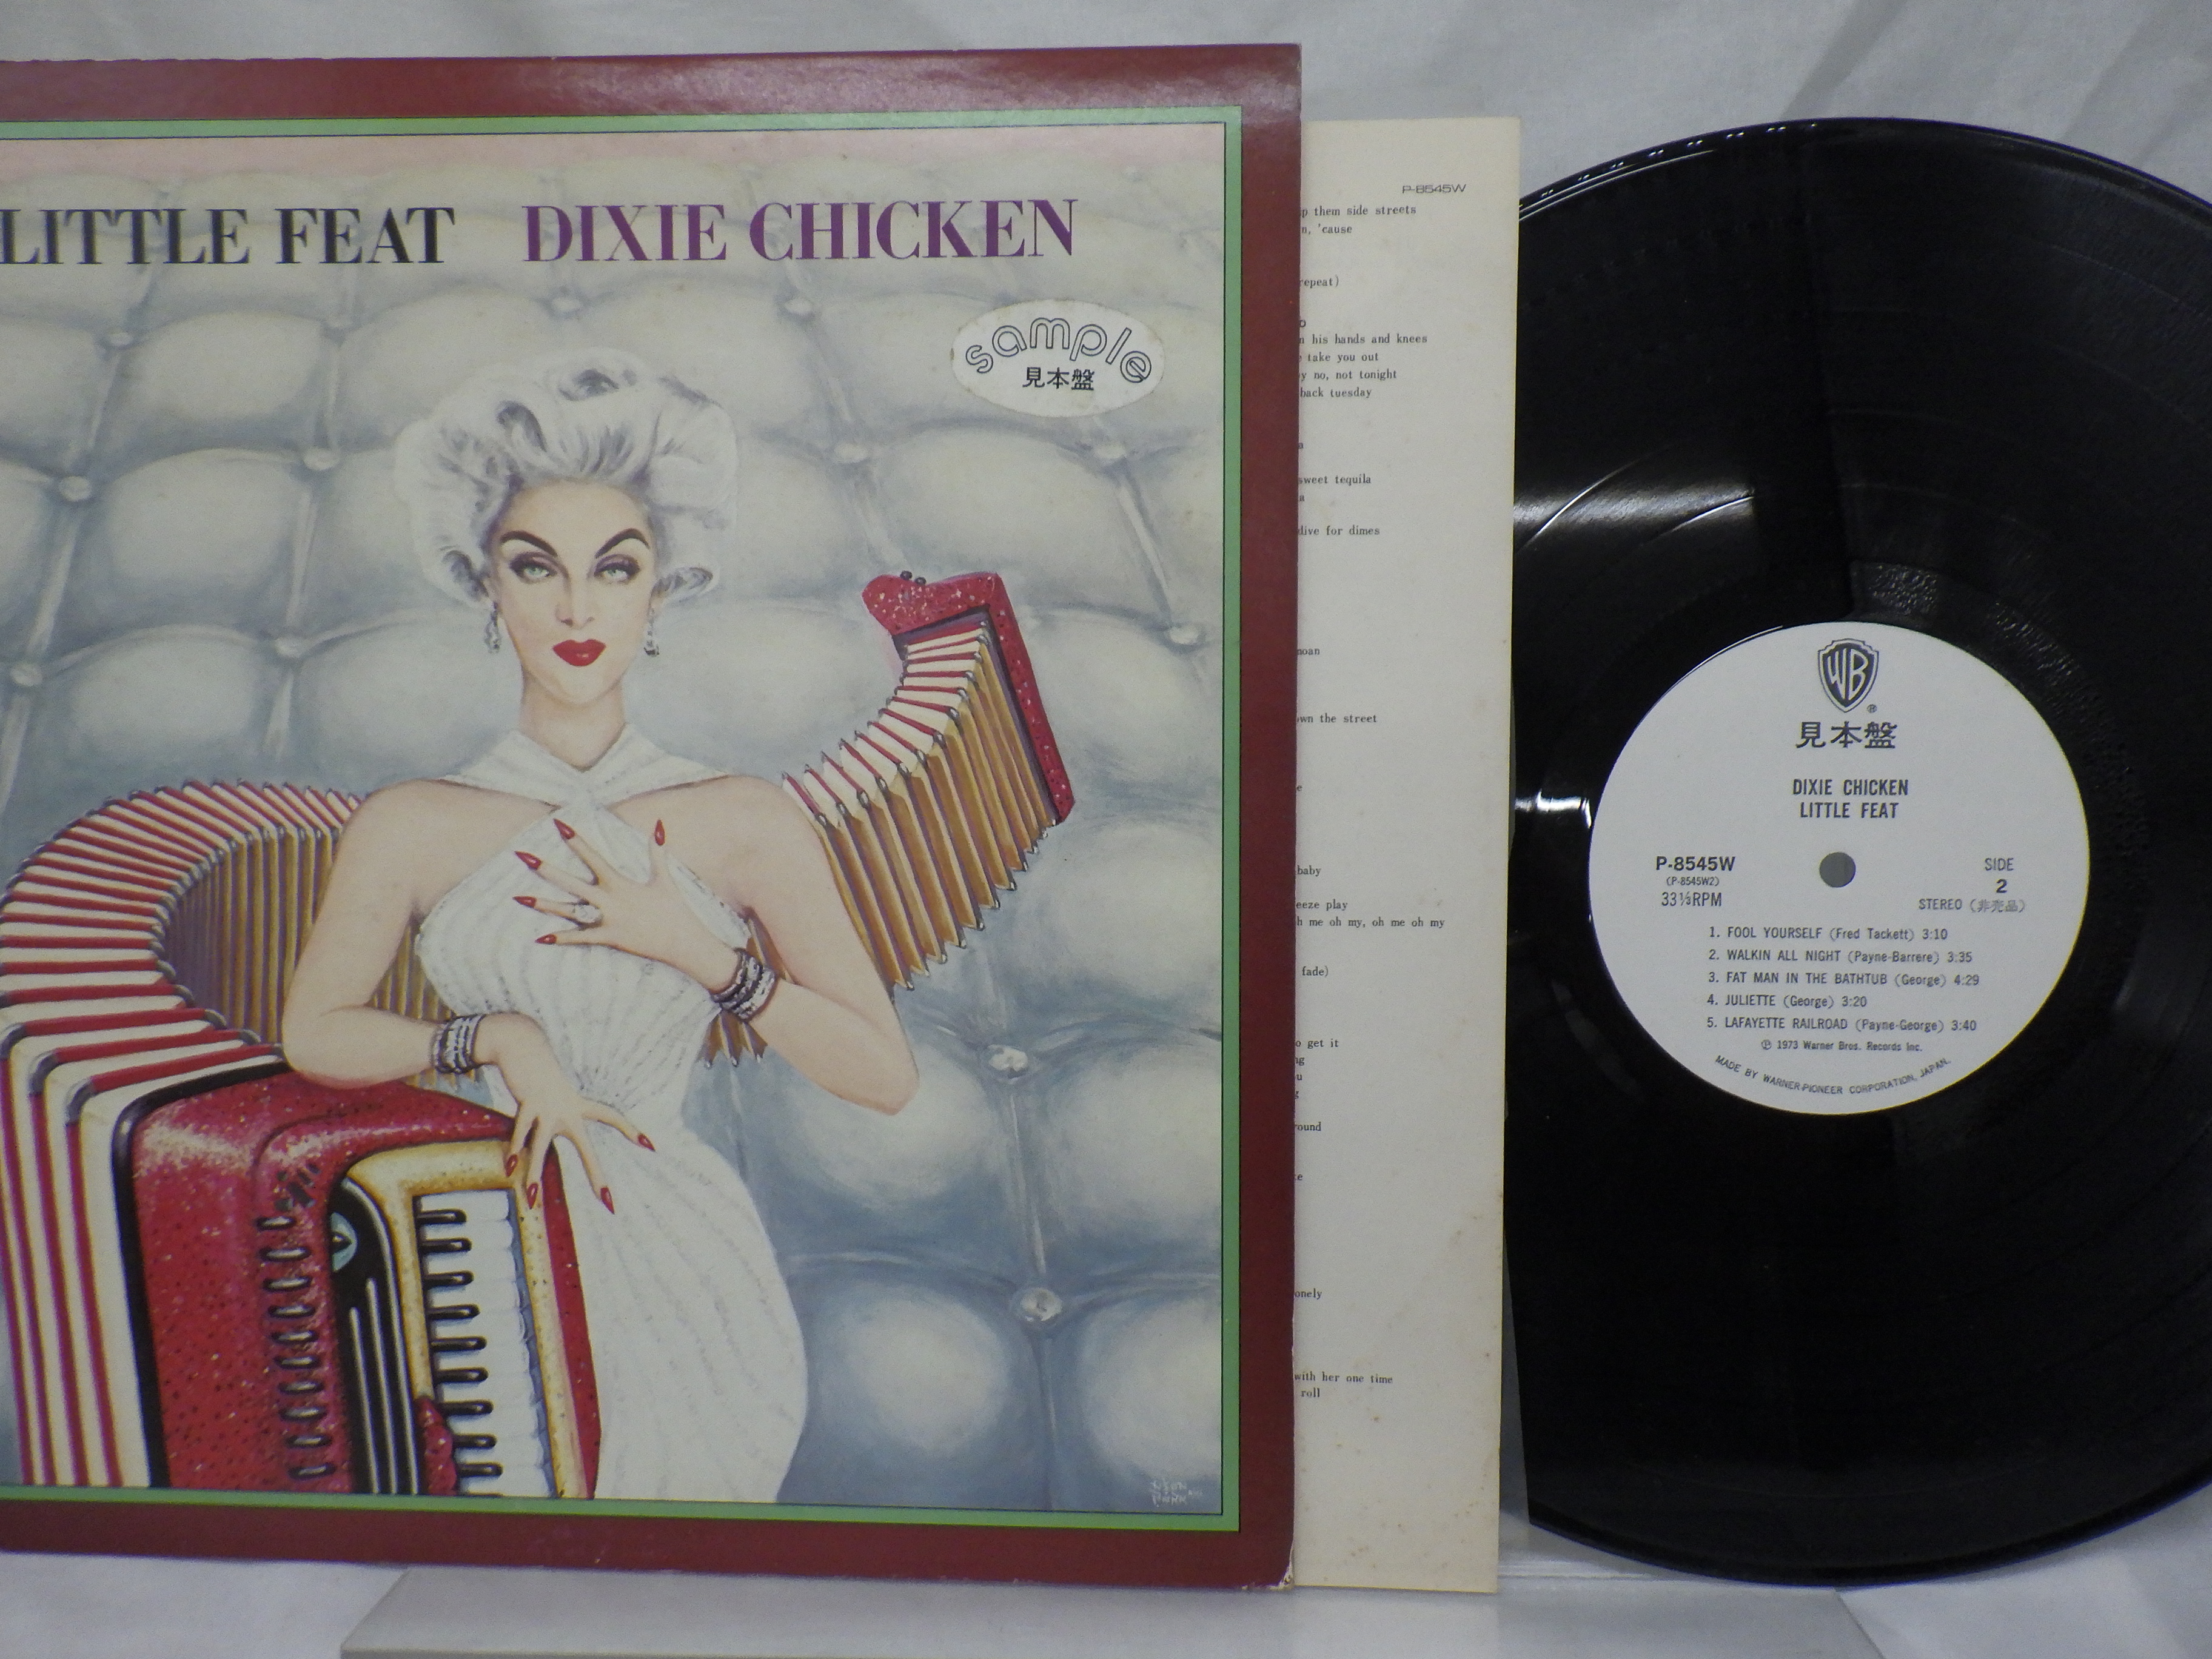 LITTLE FEAT DIXIE CHICKEN
sample
見本盤
P-8545W
them side streets
'cause
repeat)
his hands and knees
take you out
no, not tonight
back tuesday
sweet tequila
dive for dimes
own the street
baby
eeze play
me oh my, oh me oh my
fade)
to get it
onely
with her one time
roll
WB
®
見本盤
DIXIE CHICKEN
LITTLE FEAT
P-8545W
(P-8545W2)
33⅓RPM
SIDE
2
STEREO (非売品)
1. FOOL YOURSELF (Fred Tackett) 3:10
2. WALKIN ALL NIGHT (Payne-Barrere) 3:35
3. FAT MAN IN THE BATHTUB (George) 4:29
4. JULIETTE (George) 3:20
5. LAFAYETTE RAILROAD (Payne-George) 3:40
℗ 1973 Warner Bros. Records Inc.
MADE BY WARNER-PIONEER CORPORATION, JAPAN.